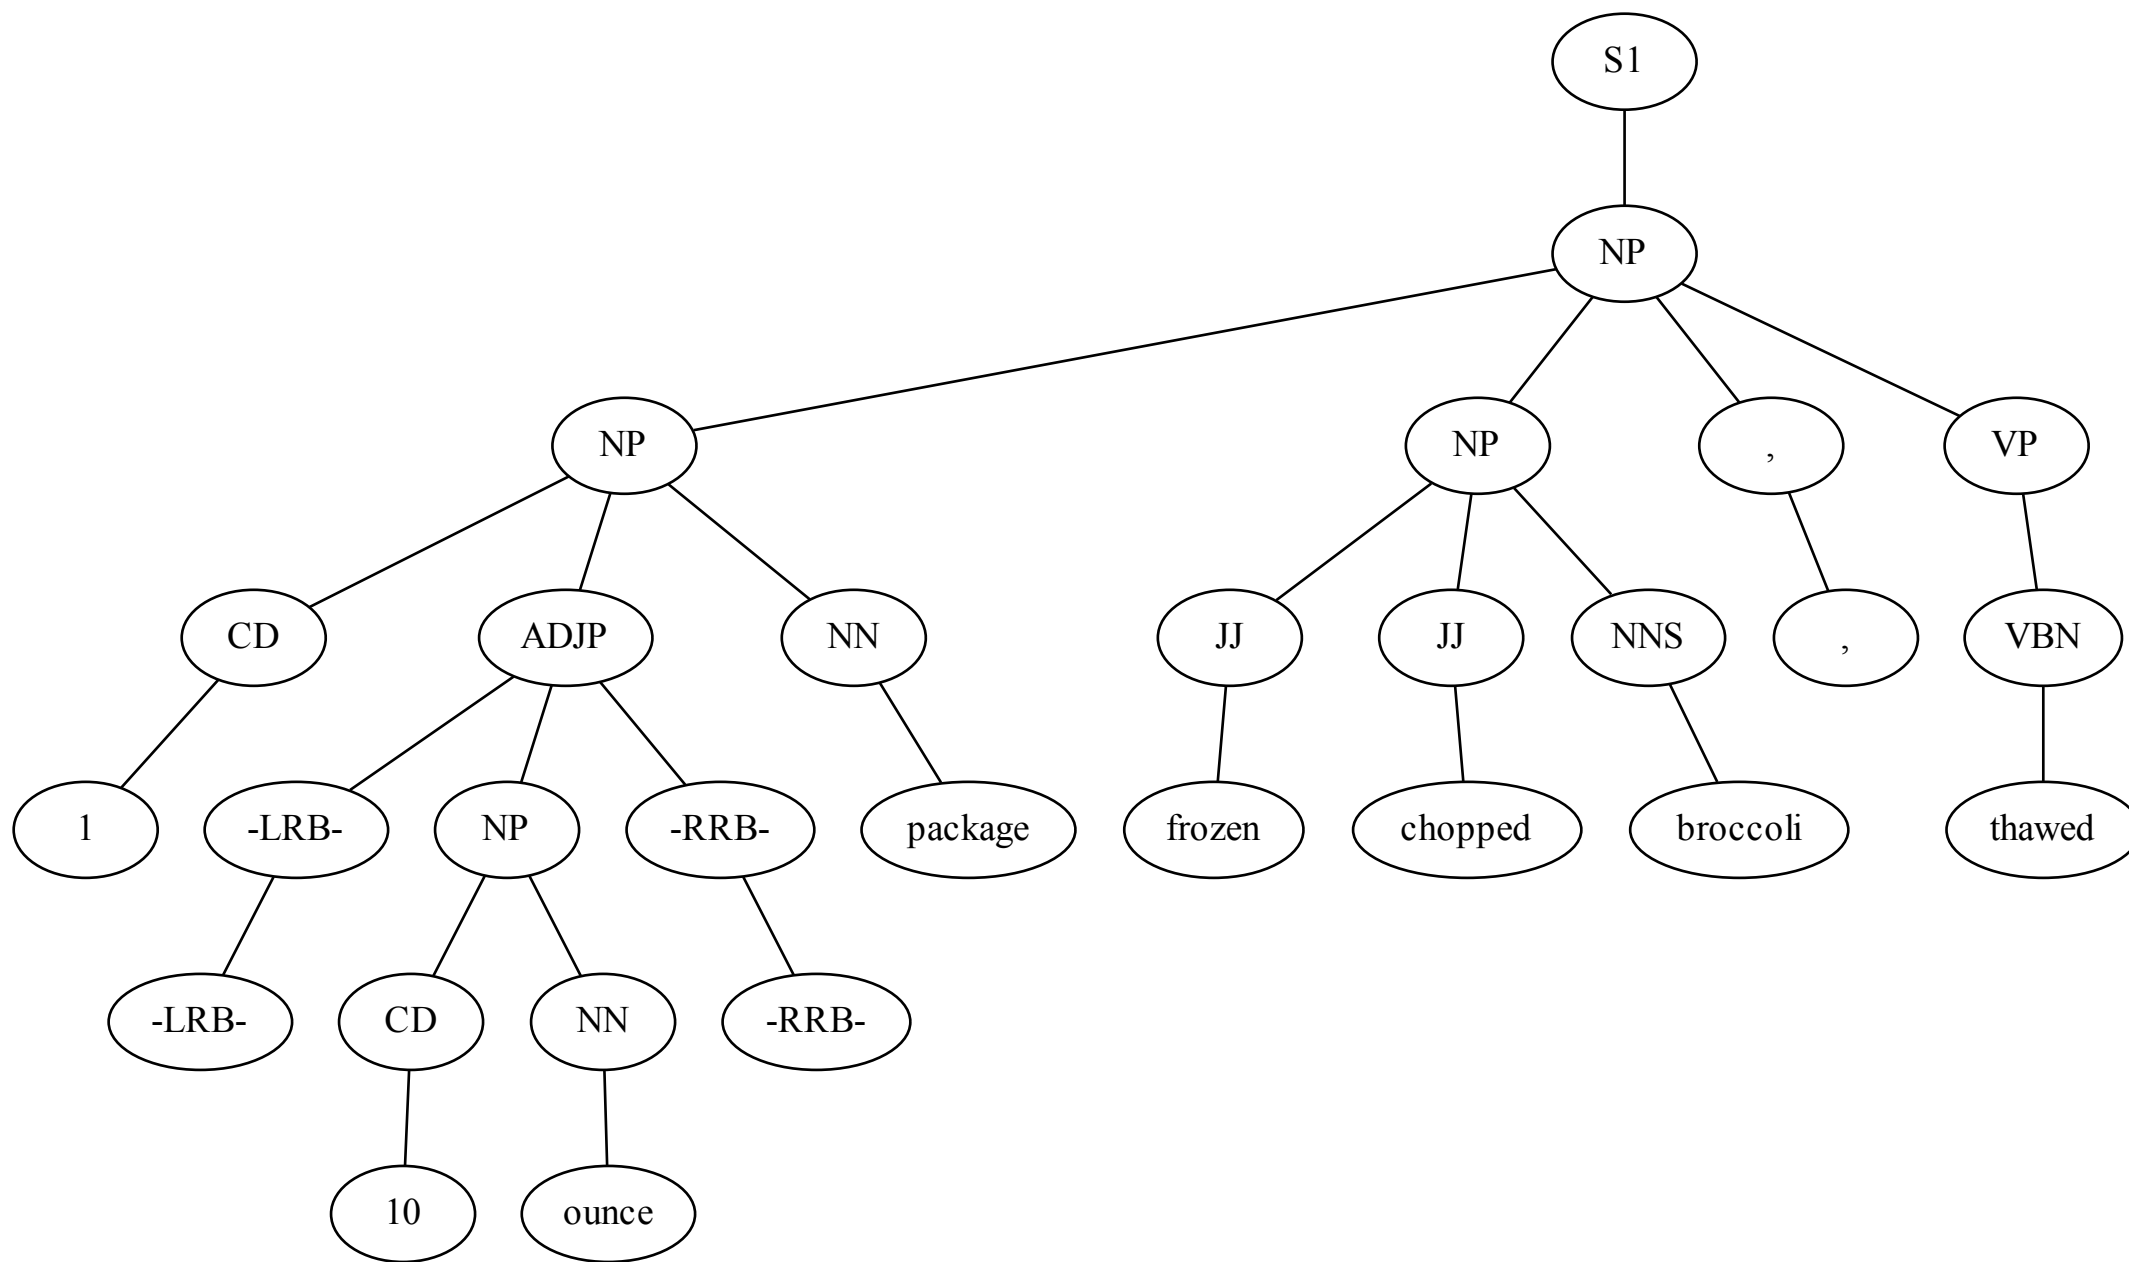 S1
NP
NP NP , VP
CD ADJP NN JJ JJ NNS , VBN
1 -LRB- NP -RRB- package frozen chopped broccoli thawed
-LRB- CD NN -RRB-
10 ounce